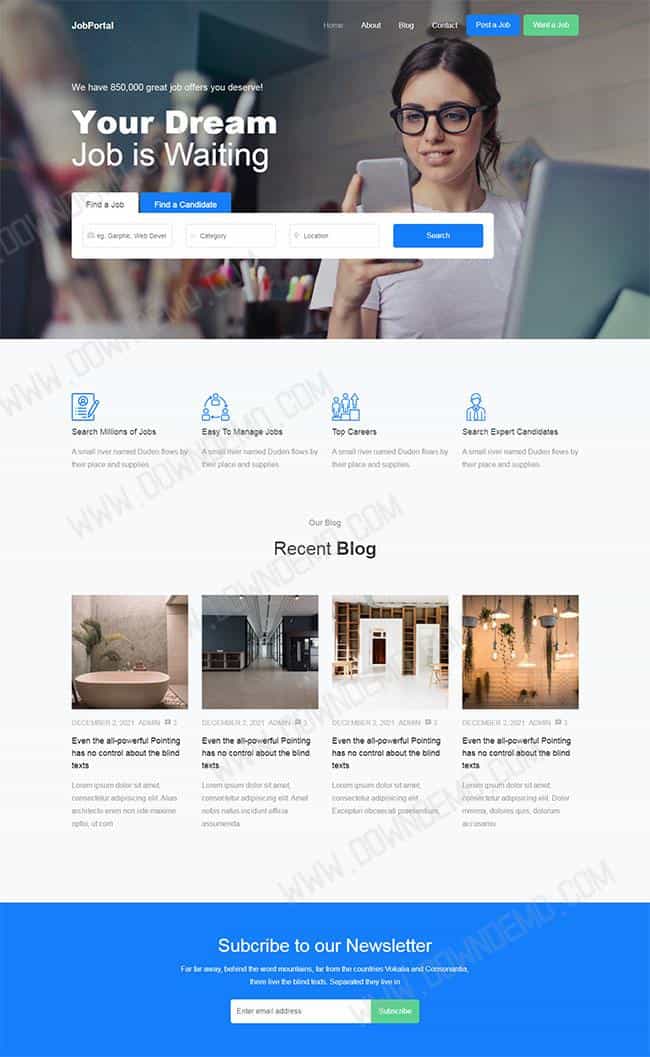 JobPortal
Home About Blog Contact Post a Job Want a Job
We have 850,000 great job offers you deserve!
Your Dream
Job is Waiting
Find a Job Find a Candidate
eg. Garphic, Web Devel Category Location Search
Search Millions of Jobs
A small river named Duden flows by
their place and supplies.
Easy To Manage Jobs
A small river named Duden flows by
their place and supplies.
Top Careers
A small river named Duden flows by
their place and supplies.
Search Expert Candidates
A small river named Duden flows by
their place and supplies.
Our Blog
Recent Blog
DECEMBER 2, 2021 ADMIN 3
Even the all-powerful Pointing
has no control about the blind
texts
Lorem ipsum dolor sit amet,
consectetur adipisicing elit. Alias
architecto enim non iste maxime
optio, ut com
DECEMBER 2, 2021 ADMIN 3
Even the all-powerful Pointing
has no control about the blind
texts
Lorem ipsum dolor sit amet,
consectetur adipisicing elit. Amet
nobis natus incidunt officia
assumenda.
DECEMBER 2, 2021 ADMIN 3
Even the all-powerful Pointing
has no control about the blind
texts
Lorem ipsum dolor sit amet,
consectetur adipisicing elit.
Excepturi obcaecati praesentium,
DECEMBER 2, 2021 ADMIN 3
Even the all-powerful Pointing
has no control about the blind
texts
Lorem ipsum dolor sit amet,
consectetur adipisicing elit. Dolor
minima, dolores quis, dolorum
accusamu
Subcribe to our Newsletter
Far far away, behind the word mountains, far from the countries Vokalia and Consonantia,
there live the blind texts. Separated they live in
Enter email address Subscribe
WWW.DOWNDEMO.COM
WWW.DOWNDEMO.COM
WWW.DOWNDEMO.COM
WWW.DOWNDEMO.COM